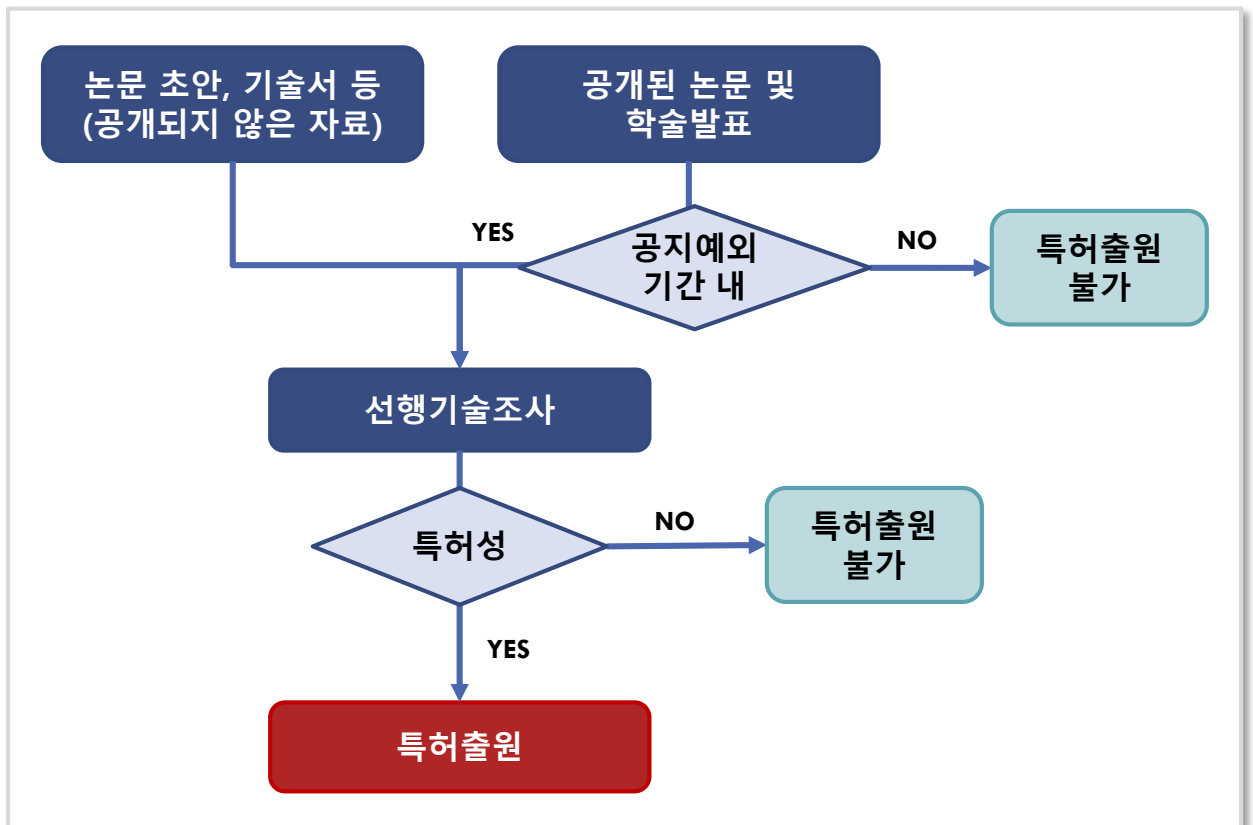 논문 초안, 기술서 등
(공개되지 않은 자료)
공개된 논문 및
학술발표
YES
공지예외
기간 내
NO
특허출원
불가
선행기술조사
특허성
NO
특허출원
불가
YES
특허출원